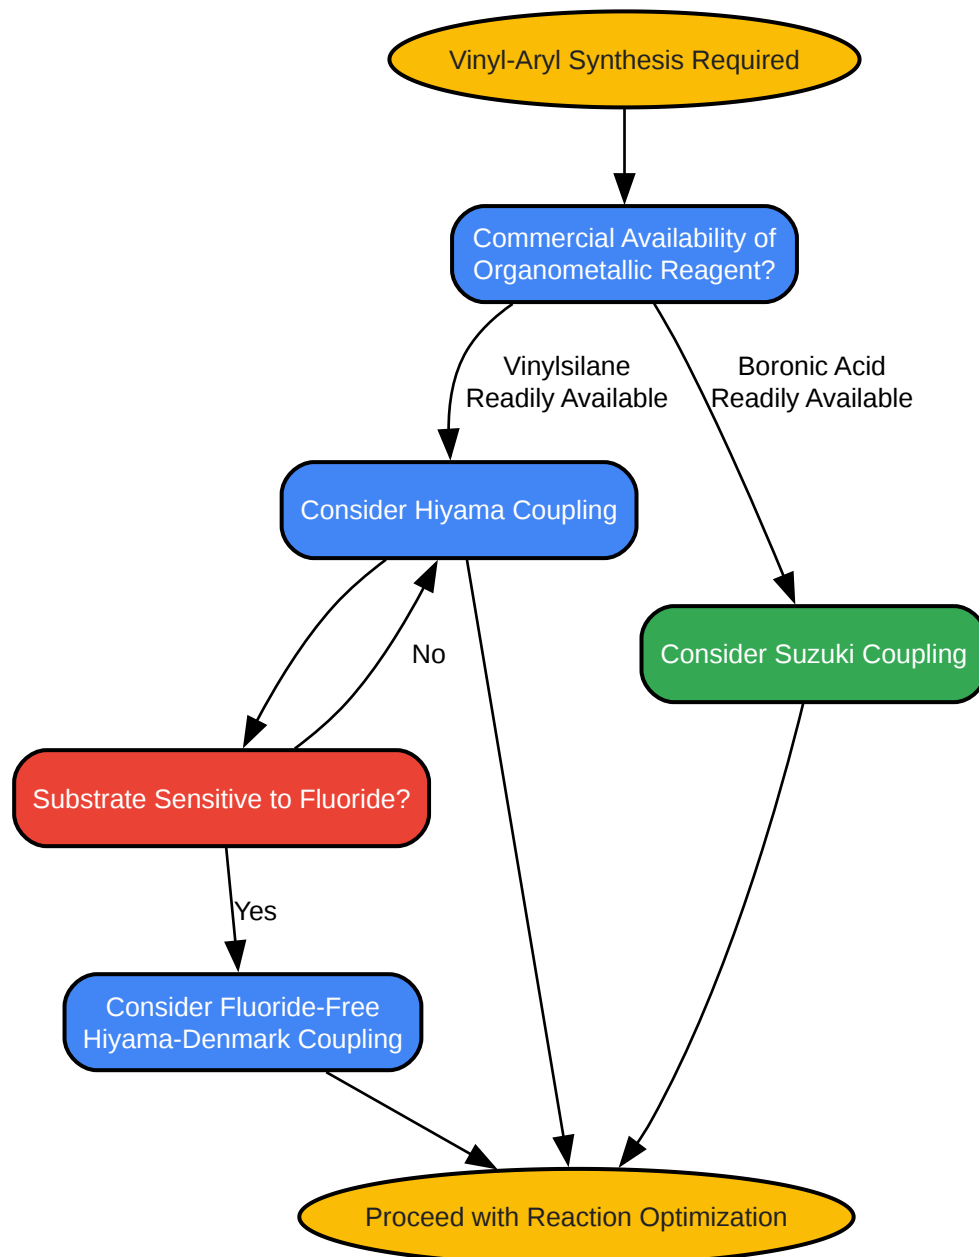 Vinyl-Aryl Synthesis Required
Commercial Availability of
Organometallic Reagent?
Vinylsilane
Readily Available
Boronic Acid
Readily Available
Consider Hiyama Coupling
No
Consider Suzuki Coupling
Substrate Sensitive to Fluoride?
Yes
Consider Fluoride-Free
Hiyama-Denmark Coupling
Proceed with Reaction Optimization